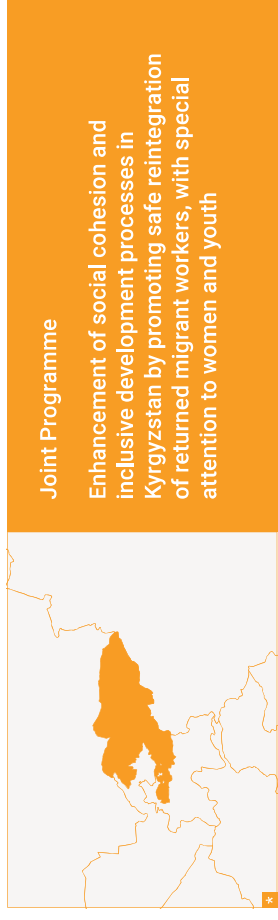 Joint Programme
Enhancement of social cohesion and
inclusive development processes in
Kyrgyzstan by promoting safe reintegration
of returned migrant workers, with special
attention to women and youth
*